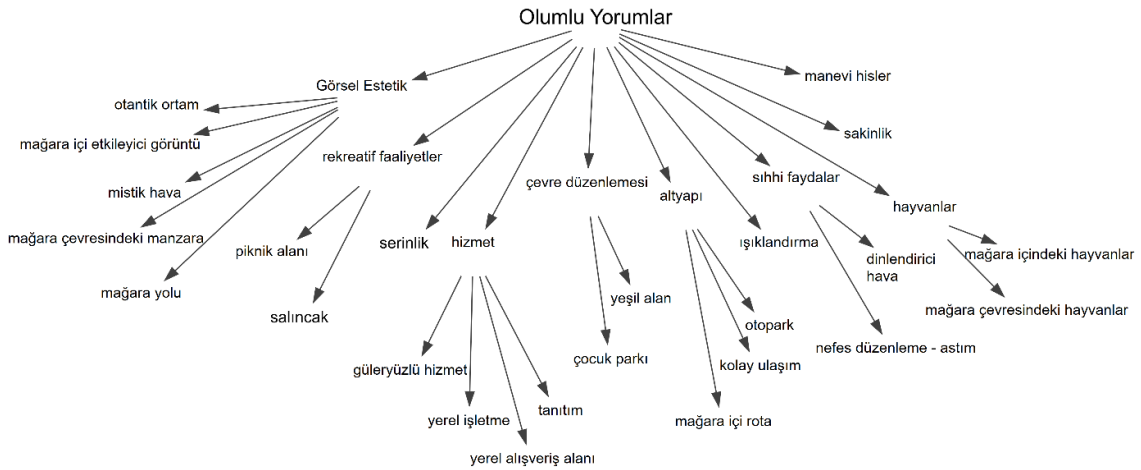 Olumlu Yorumlar
manevi hisler
Görsel Estetik
otantik ortam
mağara içi etkileyici görüntü
sakinlik
rekreatif faaliyetler
çevre düzenlemesi
sıhhi faydalar
mistik hava
altyapı
hayvanlar
mağara çevresindeki manzara
piknik alanı
serinlik
hizmet
ışıklandırma
dinlendirici
hava
mağara içindeki hayvanlar
mağara yolu
salıncak
yeşil alan
otopark
mağara çevresindeki hayvanlar
güleryüzlü hizmet
çocuk parkı
kolay ulaşım
nefes düzenleme - astım
yerel işletme
tanıtım
mağara içi rota
yerel alışveriş alanı